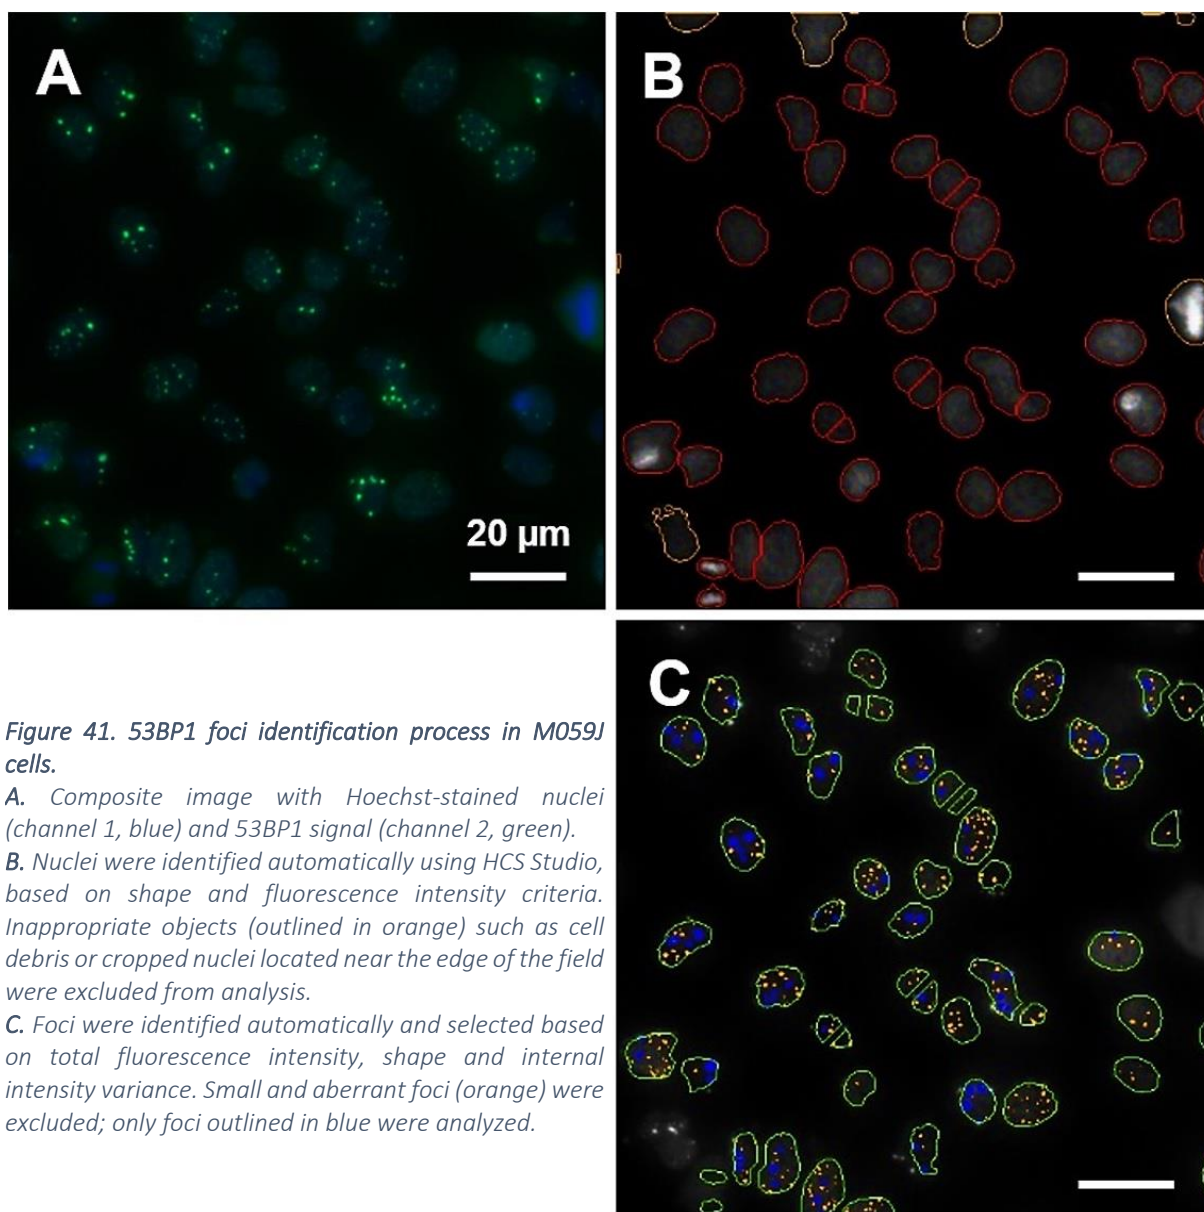 A
B
20 µm
C
Figure 41. 53BP1 foci identification process in M059J
cells.
A. Composite image with Hoechst-stained nuclei
(channel 1, blue) and 53BP1 signal (channel 2, green).
B. Nuclei were identified automatically using HCS Studio,
based on shape and fluorescence intensity criteria.
Inappropriate objects (outlined in orange) such as cell
debris or cropped nuclei located near the edge of the field
were excluded from analysis.
C. Foci were identified automatically and selected based
on total fluorescence intensity, shape and internal
intensity variance. Small and aberrant foci (orange) were
excluded; only foci outlined in blue were analyzed.